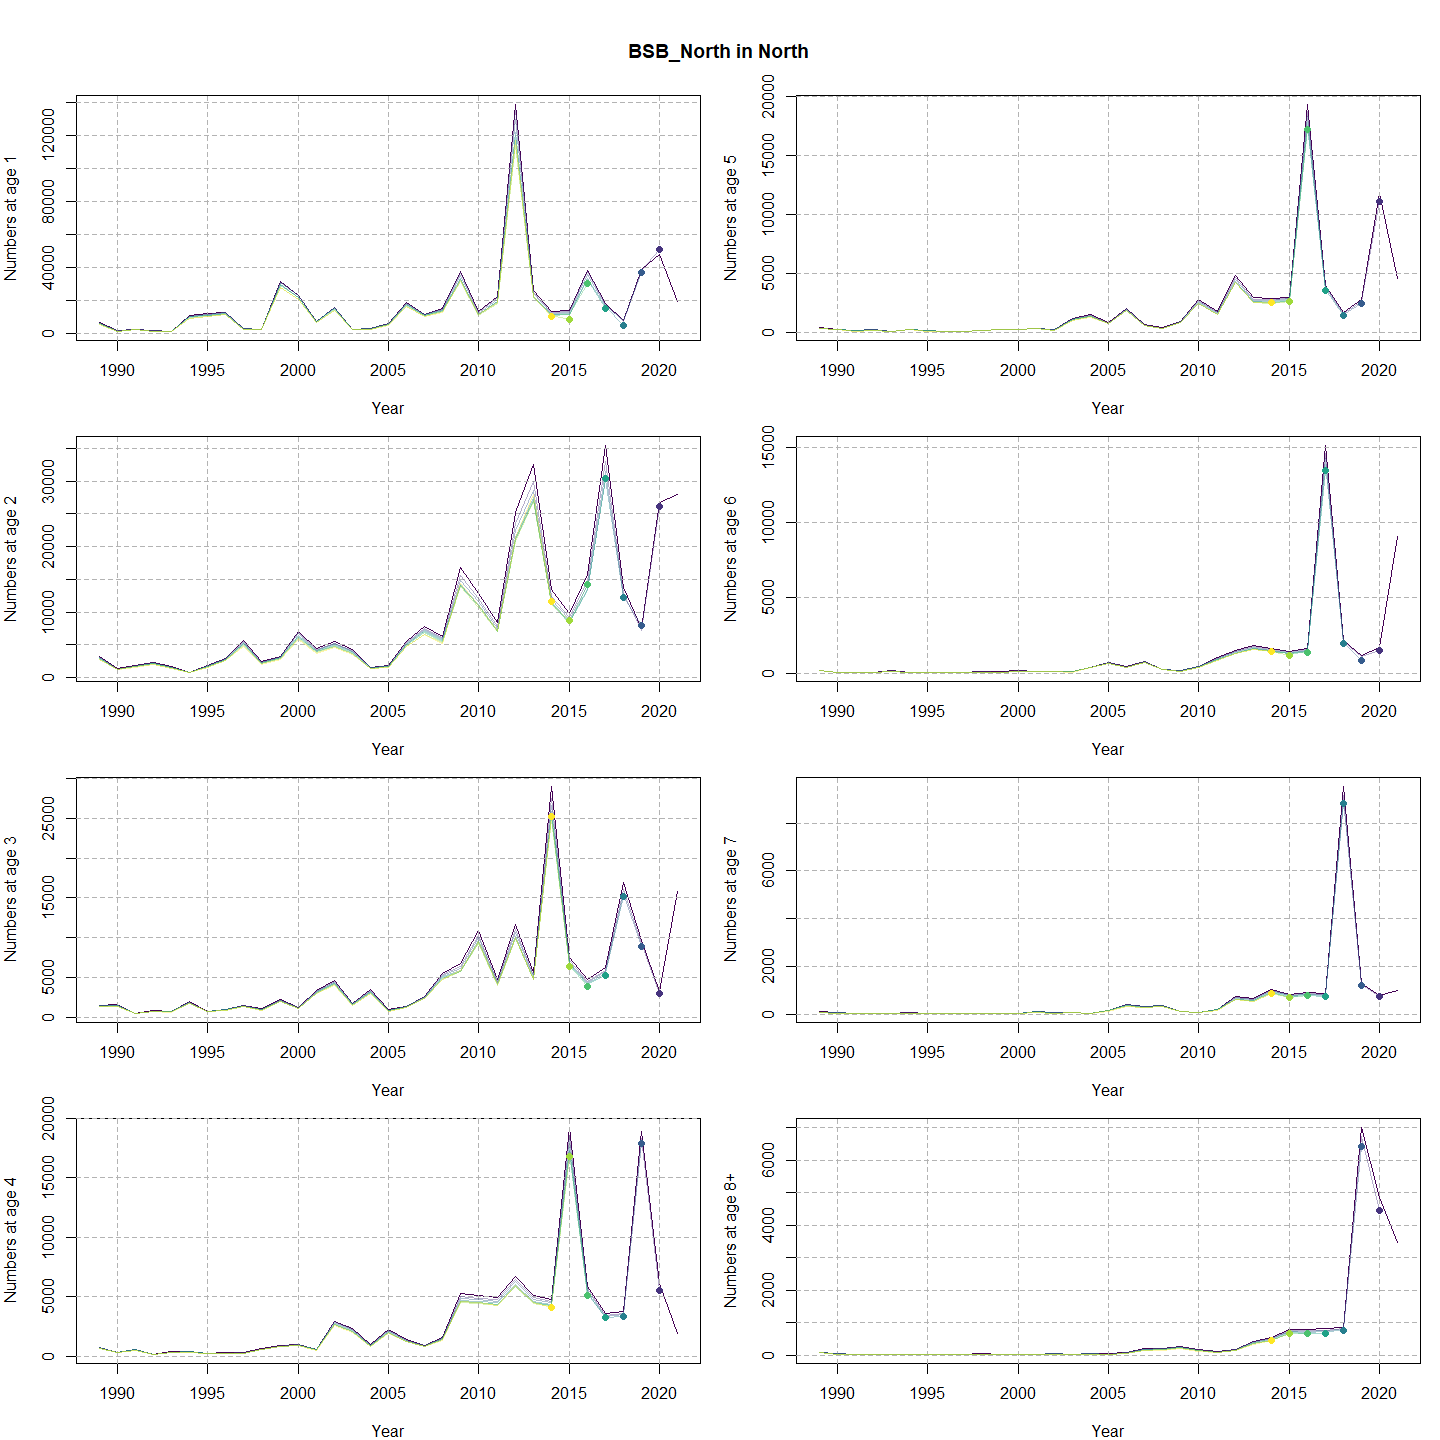 BSB_North in North
Numbers at age 1
0 40000 80000 120000
1990 1995 2000 2005 2010 2015 2020
Year
Numbers at age 5
0 5000 10000 15000 20000
1990 1995 2000 2005 2010 2015 2020
Year
Numbers at age 2
0 10000 20000 30000
1990 1995 2000 2005 2010 2015 2020
Year
Numbers at age 6
0 5000 10000 15000
1990 1995 2000 2005 2010 2015 2020
Year
Numbers at age 3
0 5000 15000 25000
1990 1995 2000 2005 2010 2015 2020
Year
Numbers at age 7
0 2000 6000
1990 1995 2000 2005 2010 2015 2020
Year
Numbers at age 4
0 5000 10000 15000 20000
1990 1995 2000 2005 2010 2015 2020
Year
Numbers at age 8+
0 2000 4000 6000
1990 1995 2000 2005 2010 2015 2020
Year